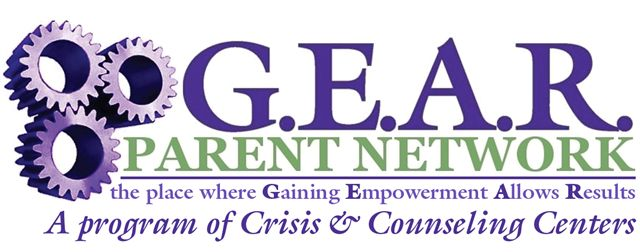 G.E.A.R.
PARENT NETWORK
the place where Gaining Empowerment Allows Results
A program of Crisis & Counseling Centers